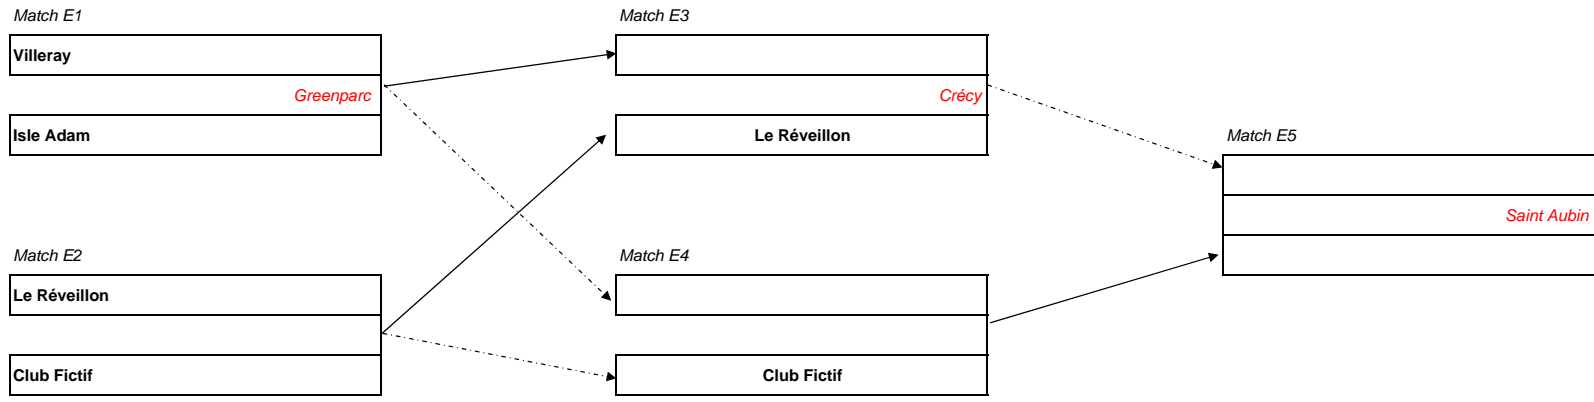 Match E1
Villeray
Greenparc
Isle Adam
Match E2
Le Réveillon
Club Fictif
Match E3
Crécy
Le Réveillon
Match E4
Club Fictif
Match E5
Saint Aubin